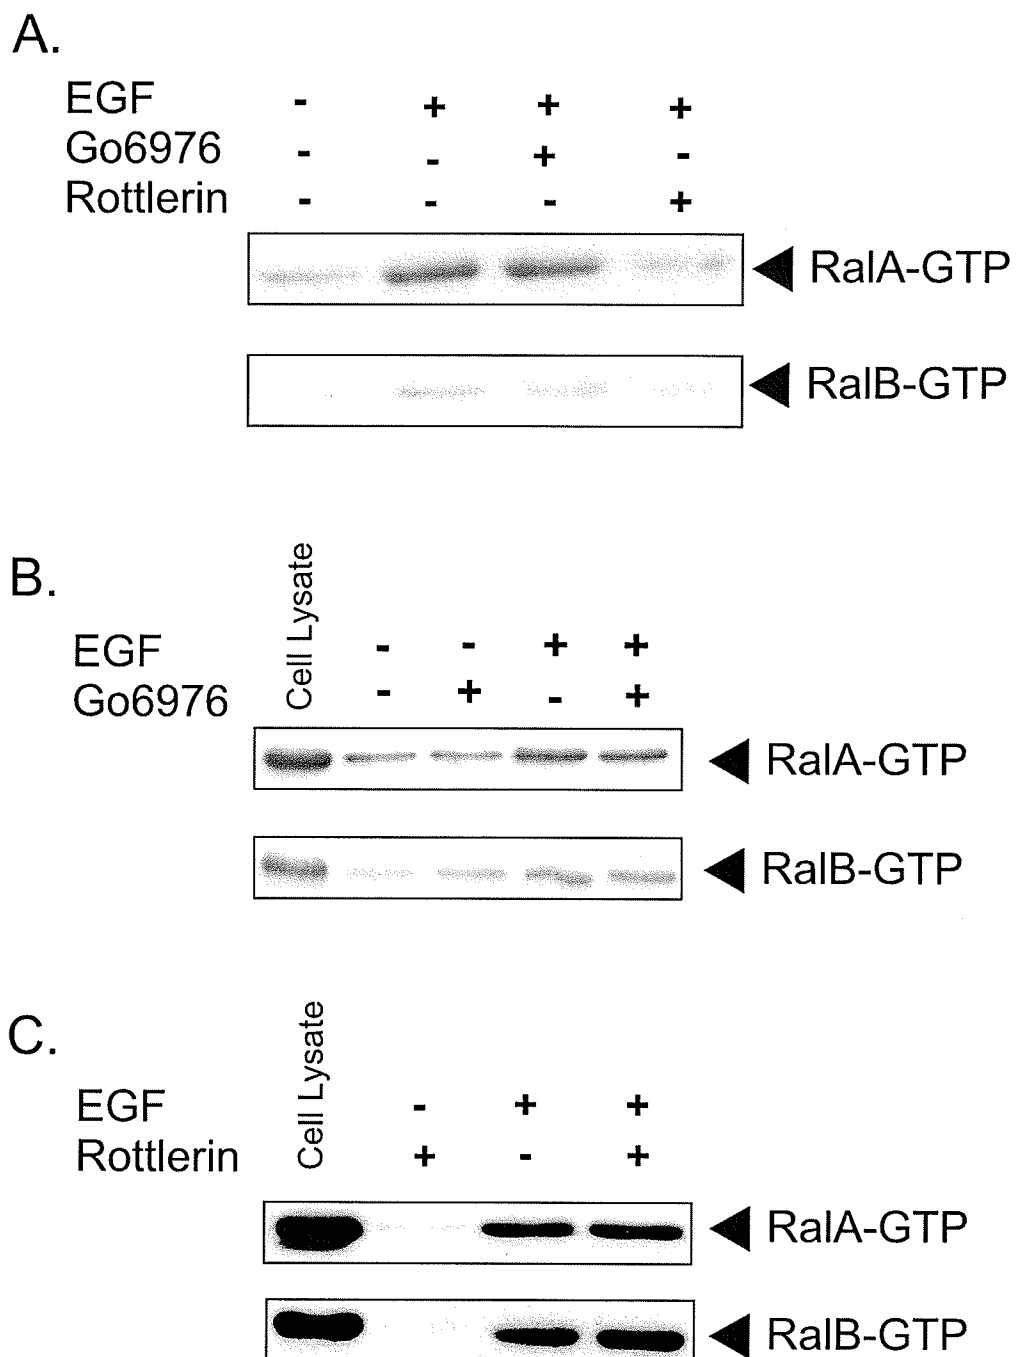 A.
EGF - + + +
Go6976 - - + -
Rottlerin - - - +
RalA-GTP
RalB-GTP
B.
Cell Lysate
EGF - - + +
Go6976 - + - +
RalA-GTP
RalB-GTP
C.
Cell Lysate
EGF - + +
Rottlerin + - +
RalA-GTP
RalB-GTP